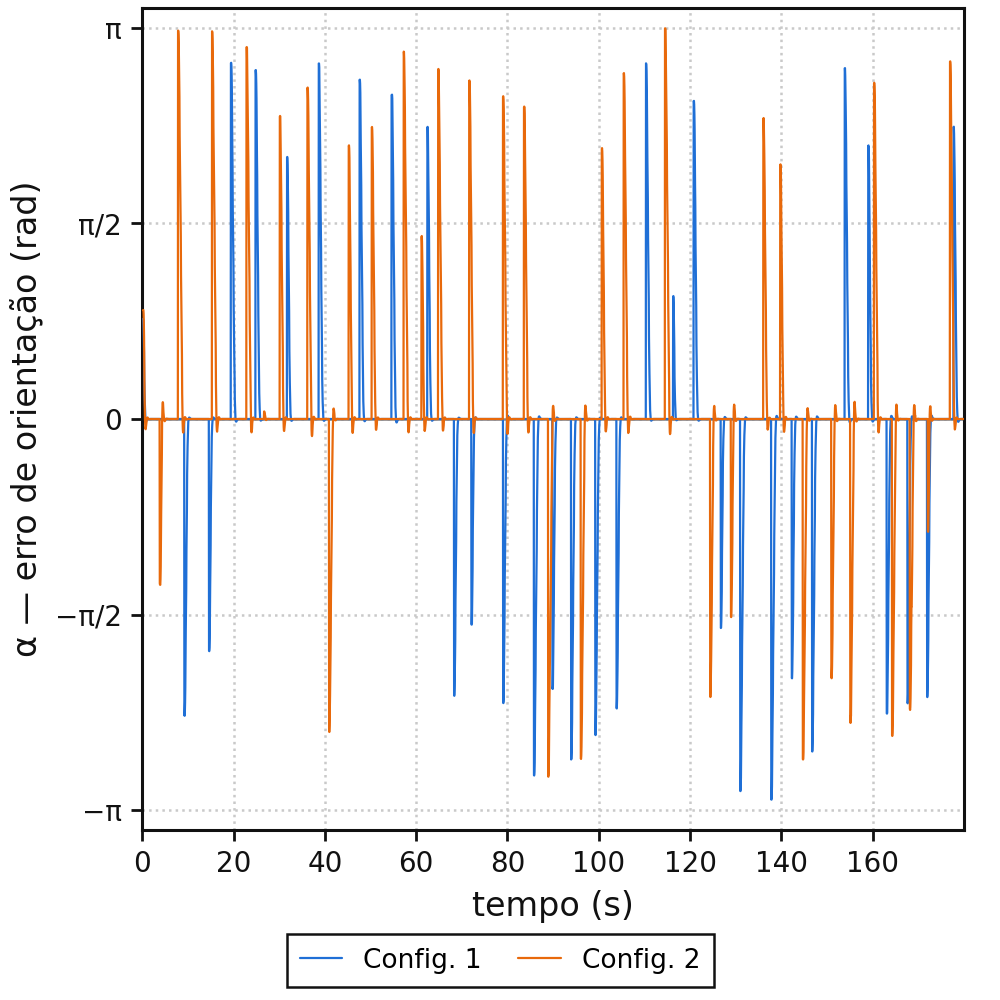 α — erro de orientação (rad)
π
π/2
0
−π/2
−π
0 20 40 60 80 100 120 140 160
tempo (s)
Config. 1 Config. 2